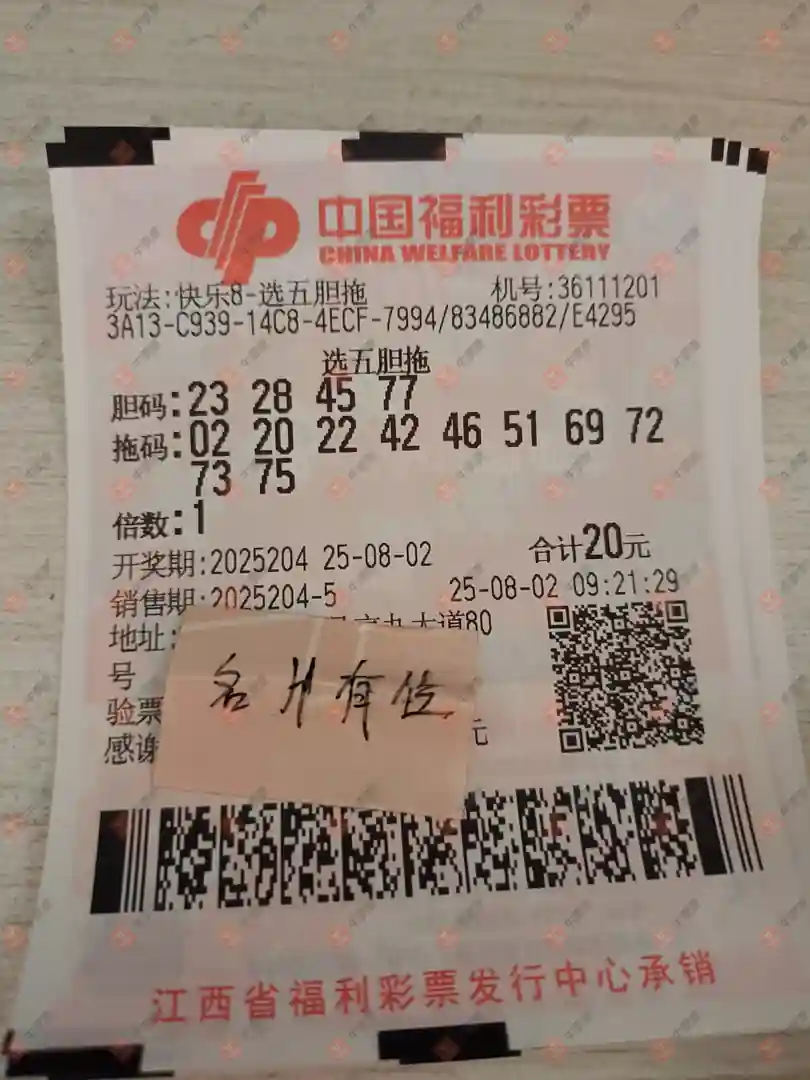 中国福利彩票
CHINA WELFARE LOTTERY
玩法:快乐8-选五胆拖 机号:36111201
3A13-C939-14C8-4ECF-7994/83486882/E4295
选五胆拖
胆码:23 28 45 77
拖码:02 20 22 42 46 51 69 72
73 75
倍数:1
开奖期:2025204 25-08-02 合计20元
销售期:2025204-5 25-08-02 09:21:29
地址: 大道80
号
验票
感谢 元
名片有位
江西省福利彩票发行中心承销